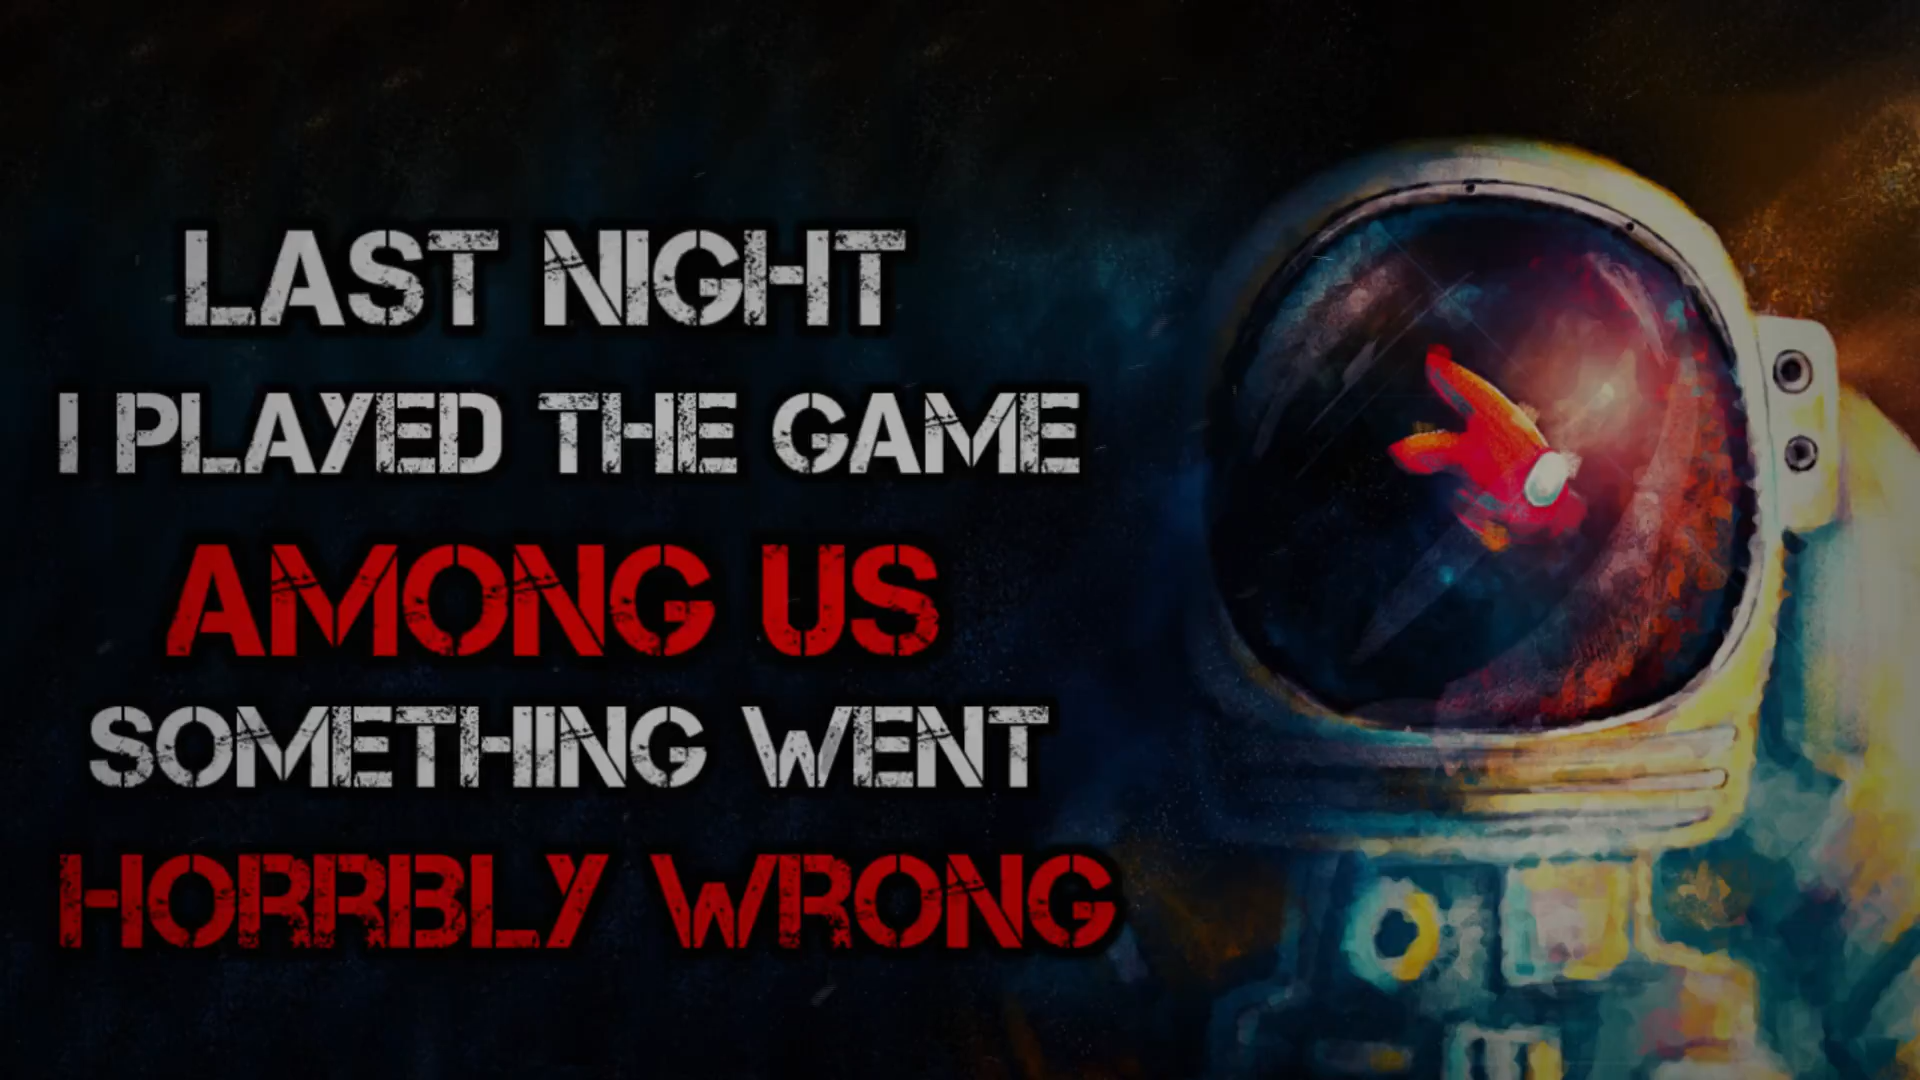 LAST NIGHT
I PLAYED THE GAME
AMONG US
SOMETHING WENT
HORRBLY WRONG